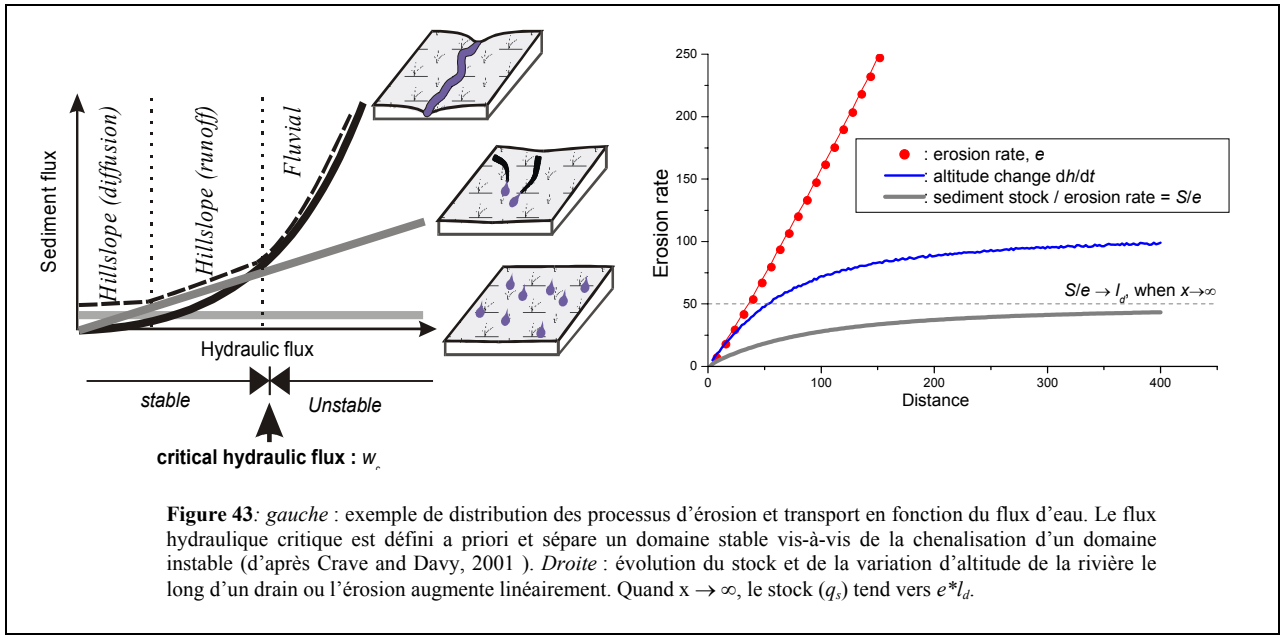 Sediment flux
Hillslope (diffusion)
Hillslope (runoff)
Fluvial
Hydraulic flux
stable
Unstable
critical hydraulic flux : wc
Erosion rate
250
200
150
100
50
0
: erosion rate, e
: altitude change dh/dt
: sediment stock / erosion rate = S/e
S/e → ld, when x→∞
0
100
200
300
400
Distance
Figure 43: gauche : exemple de distribution des processus d’érosion et transport en fonction du flux d’eau. Le flux
hydraulique critique est défini a priori et sépare un domaine stable vis-à-vis de la chenalisation d’un domaine
instable (d’après Crave and Davy, 2001 ). Droite : évolution du stock et de la variation d’altitude de la rivière le
long d’un drain ou l’érosion augmente linéairement. Quand x → ∞, le stock (qs) tend vers e*ld.